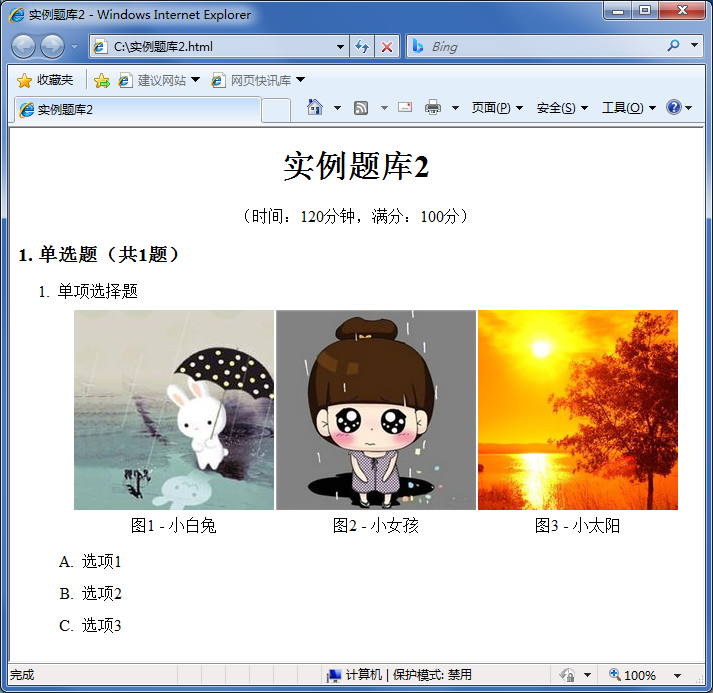 实例题库2 - Windows Internet Explorer
C:\实例题库2.html
Bing
收藏夹 建议网站 网页快讯库
实例题库2
页面(P) 安全(S) 工具(O)
实例题库2
（时间：120分钟，满分：100分）
1. 单选题（共1题）
1. 单项选择题
图1 - 小白兔 图2 - 小女孩 图3 - 小太阳
A. 选项1
B. 选项2
C. 选项3
完成 计算机 | 保护模式: 禁用 100%